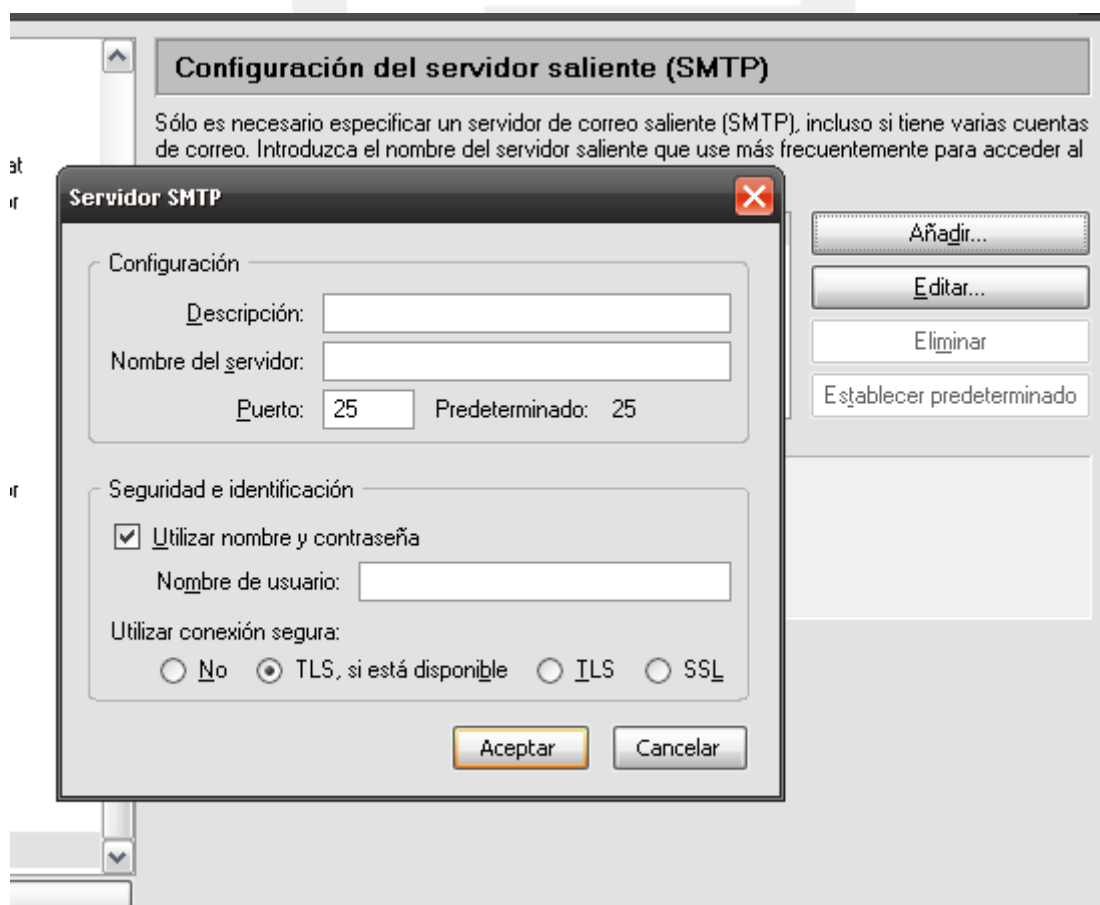 Configuración del servidor saliente (SMTP)
Sólo es necesario especificar un servidor de correo saliente (SMTP), incluso si tiene varias cuentas
de correo. Introduzca el nombre del servidor saliente que use más frecuentemente para acceder al
at
or
Servidor SMTP
Añadir...
Configuración
Editar...
Descripción:
Eliminar
Nombre del servidor:
Establecer predeterminado
Puerto: 25 Predeterminado: 25
or
Seguridad e identificación
Utilizar nombre y contraseña
Nombre de usuario:
Utilizar conexión segura:
No TLS, si está disponible TLS SSL
Aceptar Cancelar